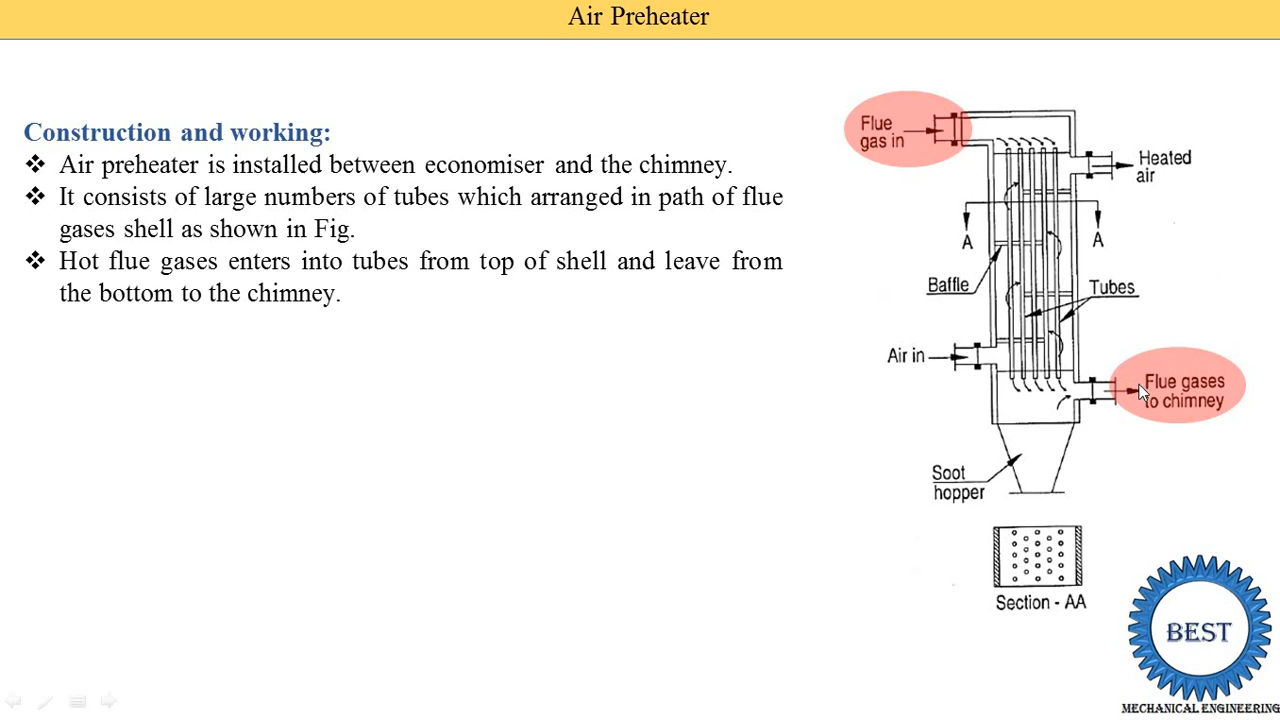 Air Preheater
Construction and working:
❖ Air preheater is installed between economiser and the chimney.
❖ It consists of large numbers of tubes which arranged in path of flue
gases shell as shown in Fig.
❖ Hot flue gases enters into tubes from top of shell and leave from
the bottom to the chimney.
Flue
gas in
Heated
air
A
A
Baffle
Tubes
Air in
Flue gases
to chimney
Soot
hopper
Section - AA
BEST
MECHANICAL ENGINEERING